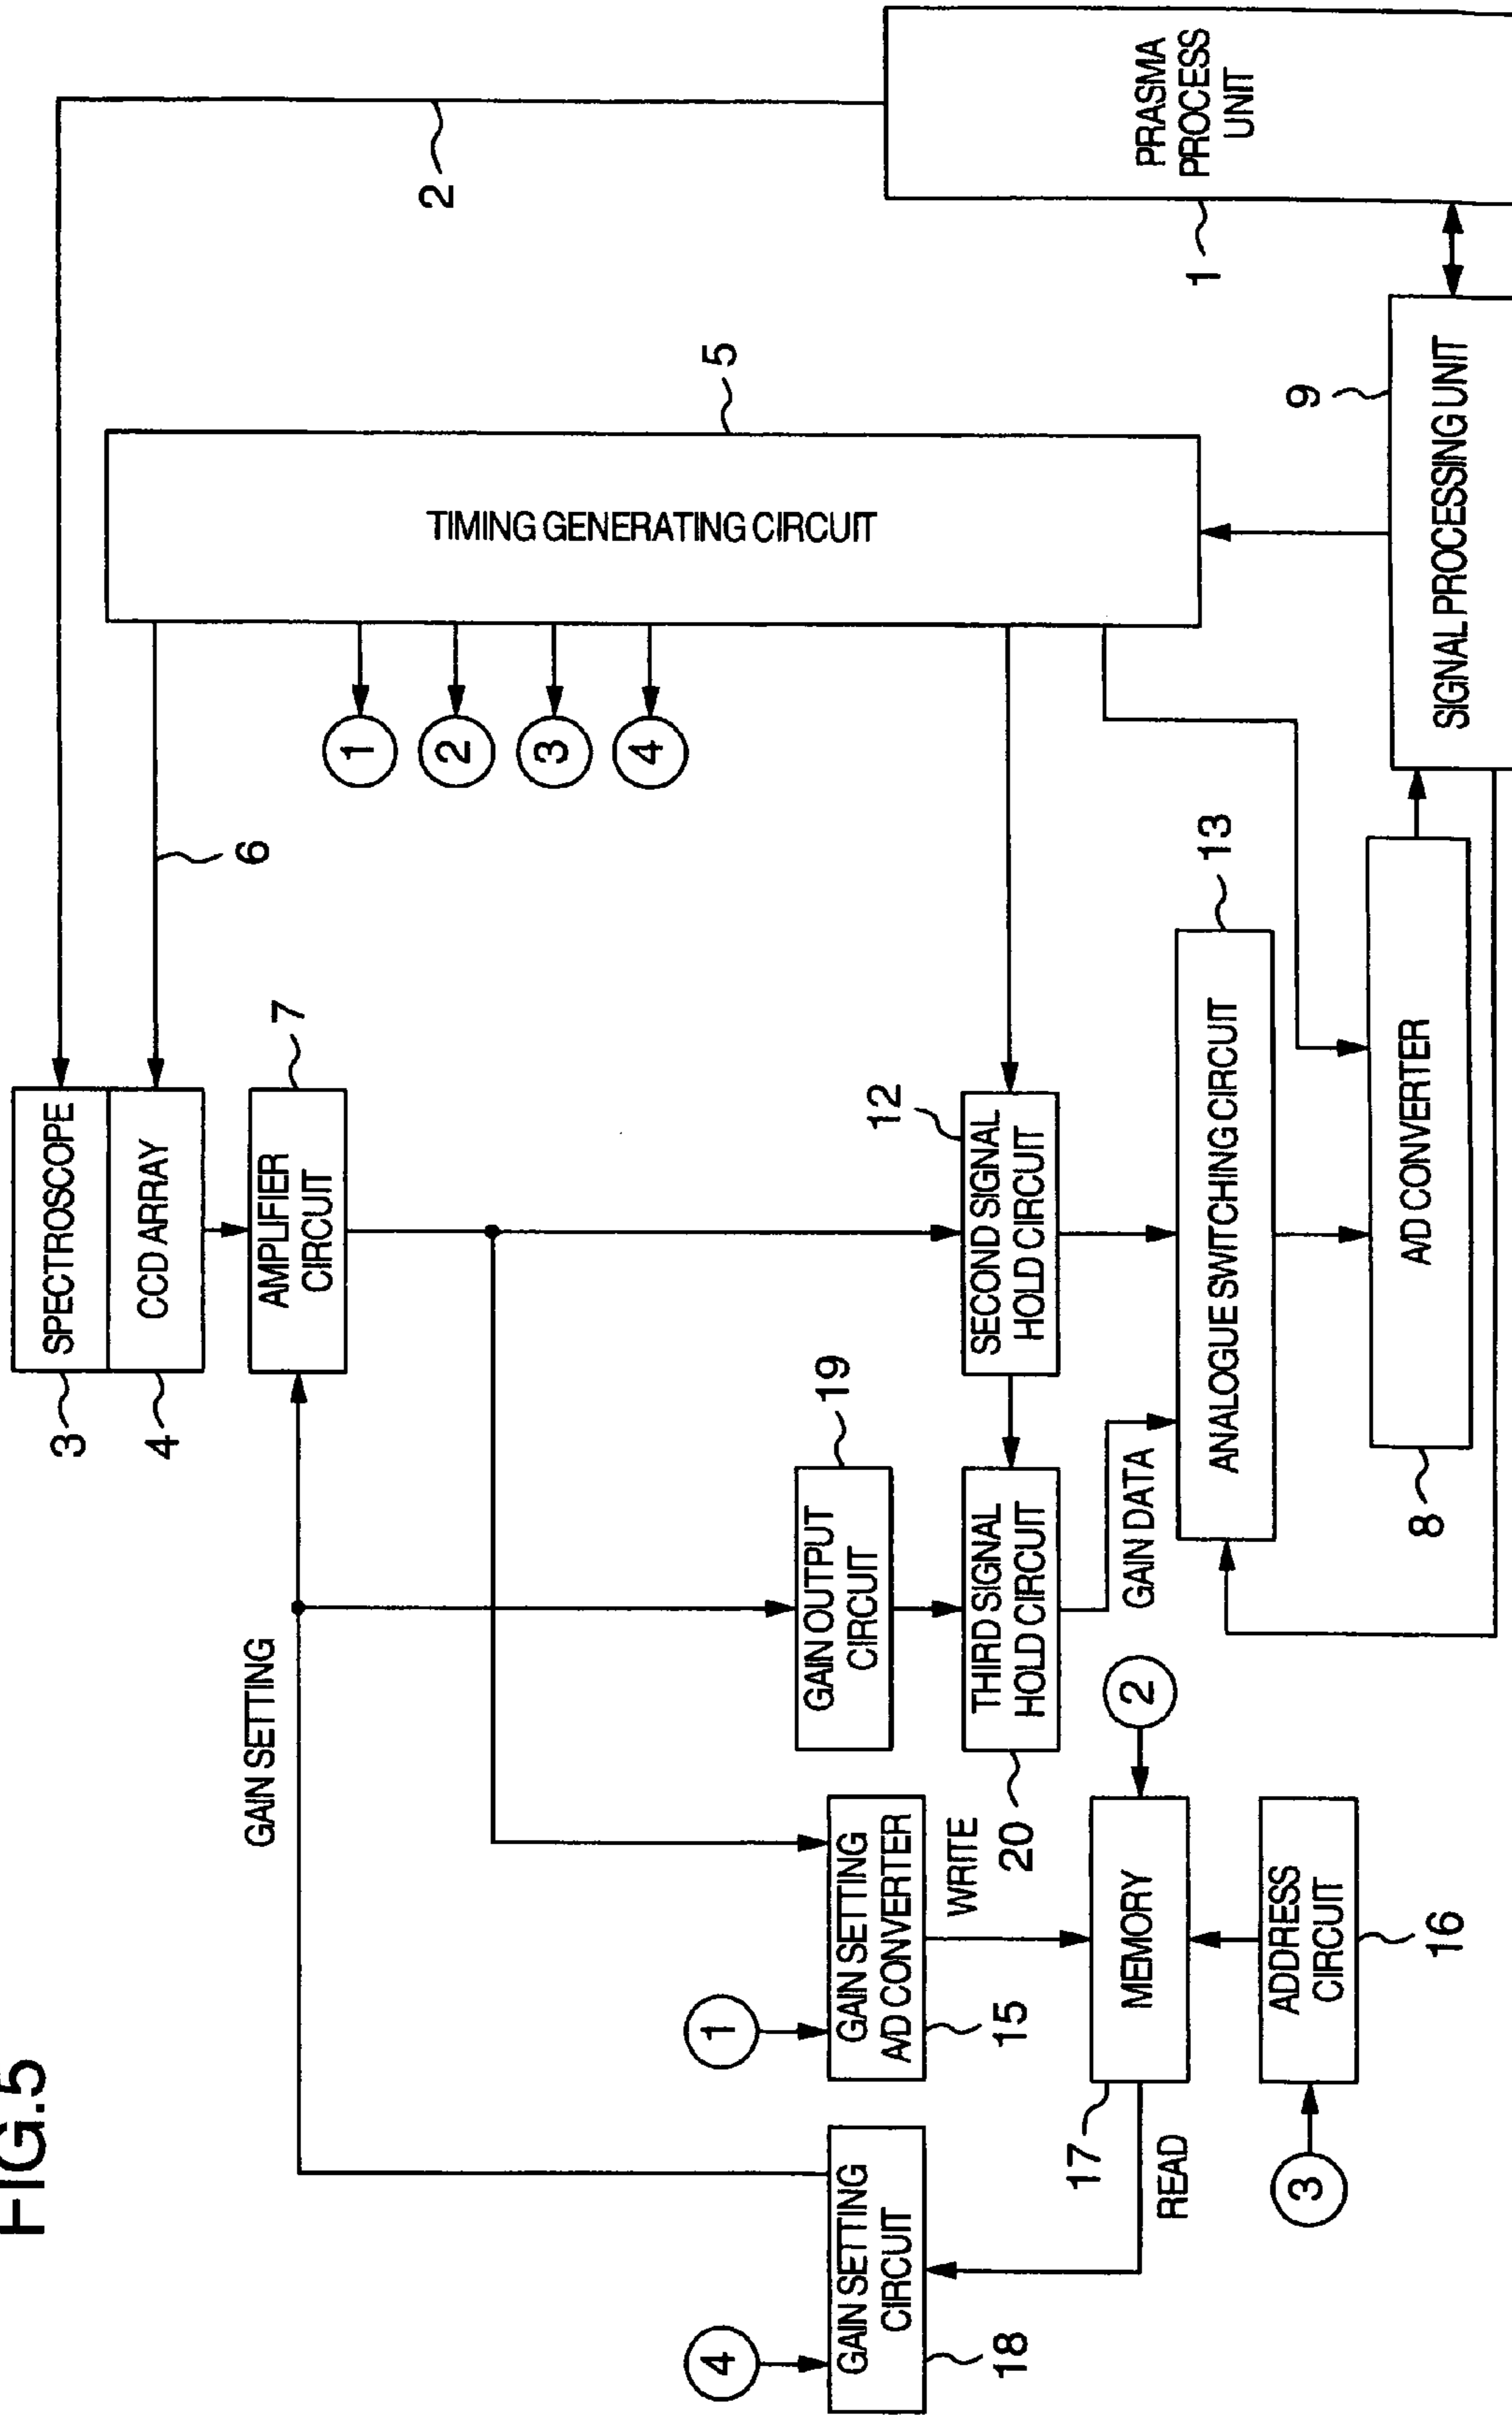 FIG.5
SPECTROSCOPE
3
CCD ARRAY
4
2
6
AMPLIFIER
CIRCUIT
7
GAIN SETTING
TIMING GENERATING CIRCUIT
5
1
2
3
4
PRASMA
PROCESS
UNIT
1
4
GAIN SETTING
CIRCUIT
18
1
GAIN SETTING
A/D CONVERTER
15
WRITE
GAIN OUTPUT
CIRCUIT
19
THIRD SIGNAL
HOLD CIRCUIT
20
SECOND SIGNAL
HOLD CIRCUIT
12
READ
17
MEMORY
2
GAIN DATA
ANALOGUE SWITCHING CIRCUIT
13
3
ADDRESS
CIRCUIT
16
8
A/D CONVERTER
SIGNAL PROCESSING UNIT
9